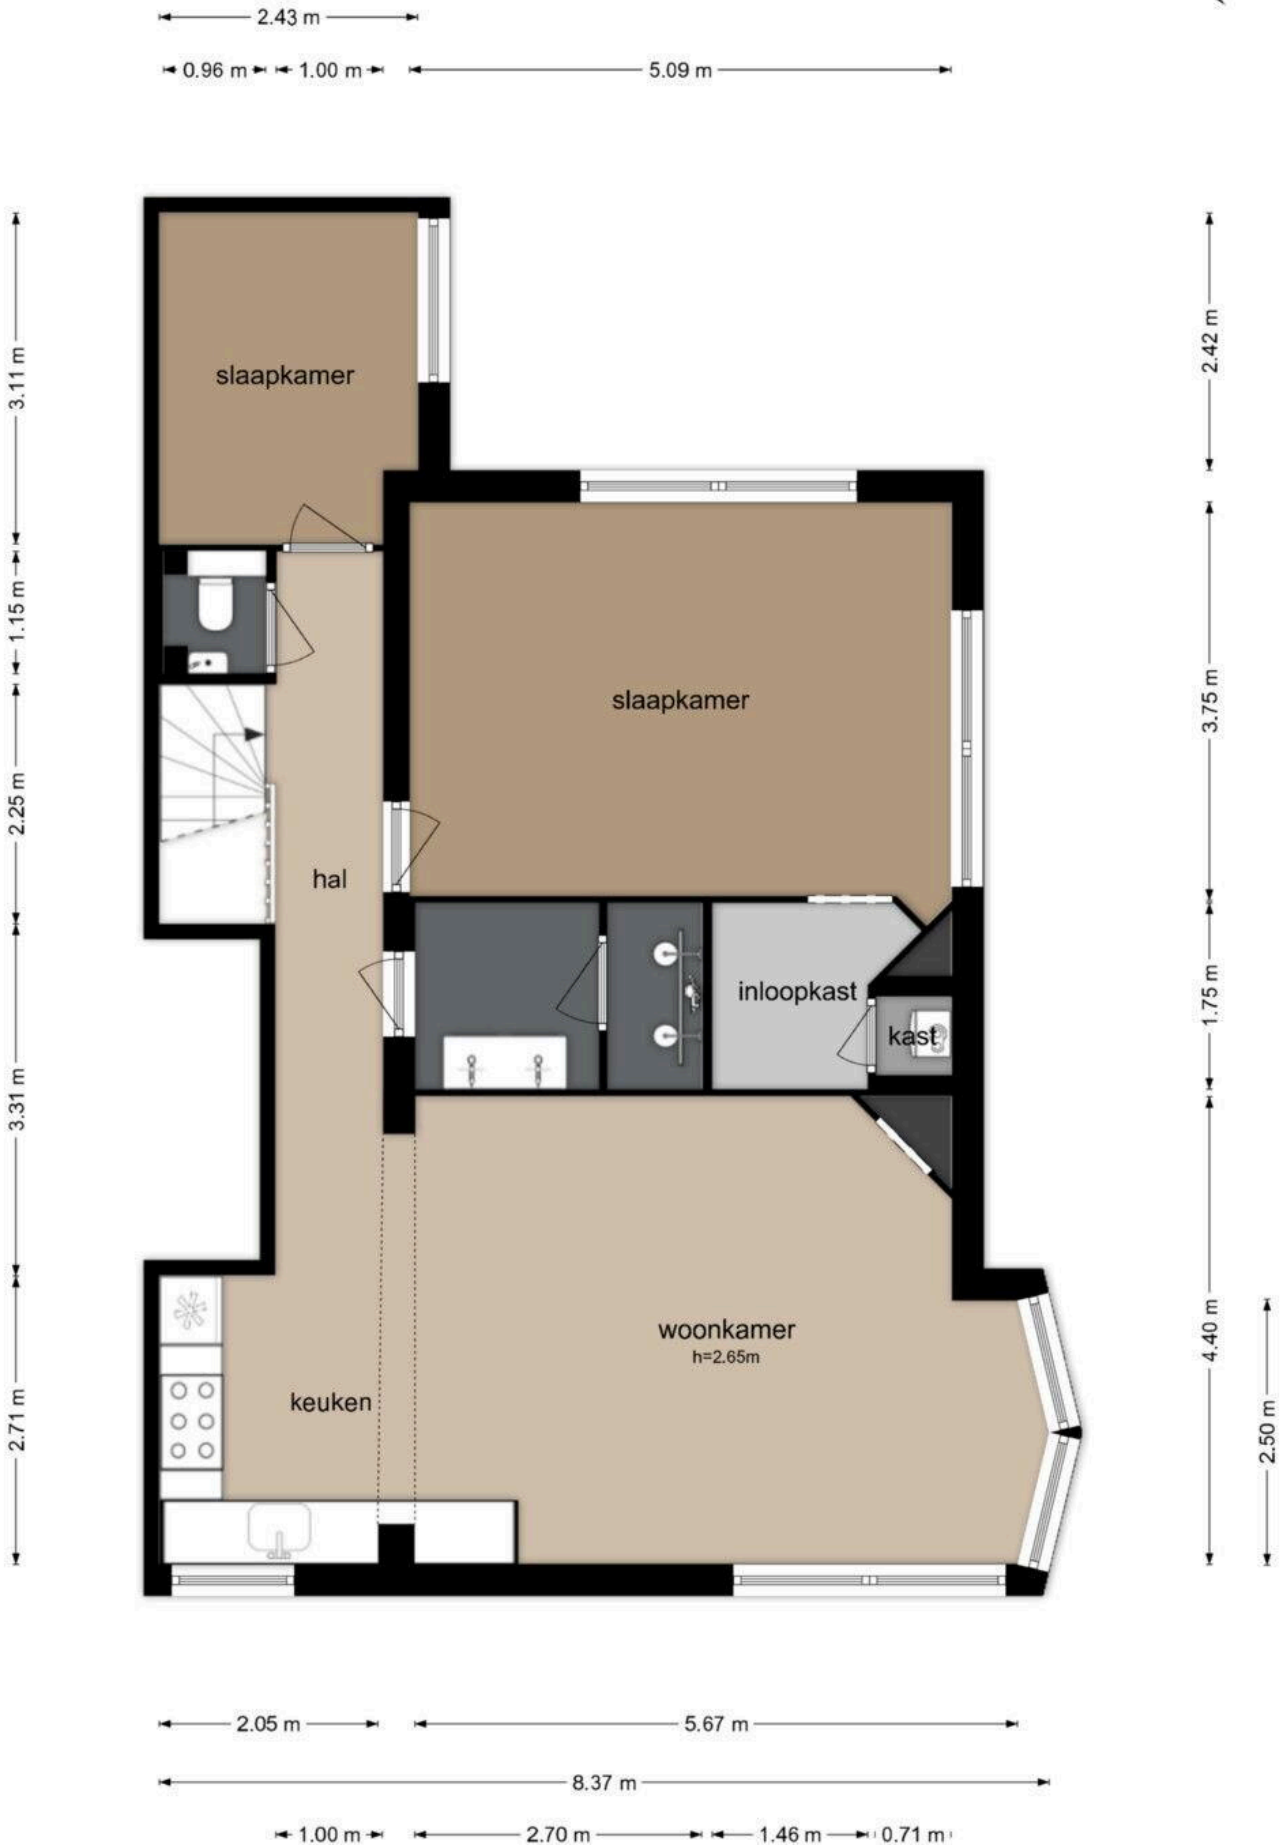 2.43 m
0.96 m
1.00 m
5.09 m
3.11 m
2.42 m
slaapkamer
1.15 m
slaapkamer
3.75 m
2.25 m
hal
inloopkast
kast
1.75 m
3.31 m
woonkamer
h=2.65m
4.40 m
keuken
2.71 m
2.50 m
2.05 m
5.67 m
8.37 m
1.00 m
2.70 m
1.46 m
0.71 m